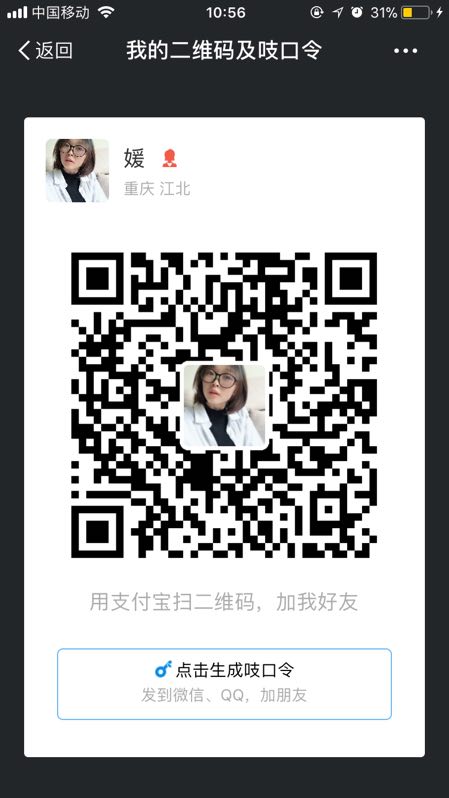 中国移动
10:56
31%
返回
我的二维码及吱口令
媛
重庆 江北
用支付宝扫二维码，加我好友
点击生成吱口令
发到微信、QQ，加朋友